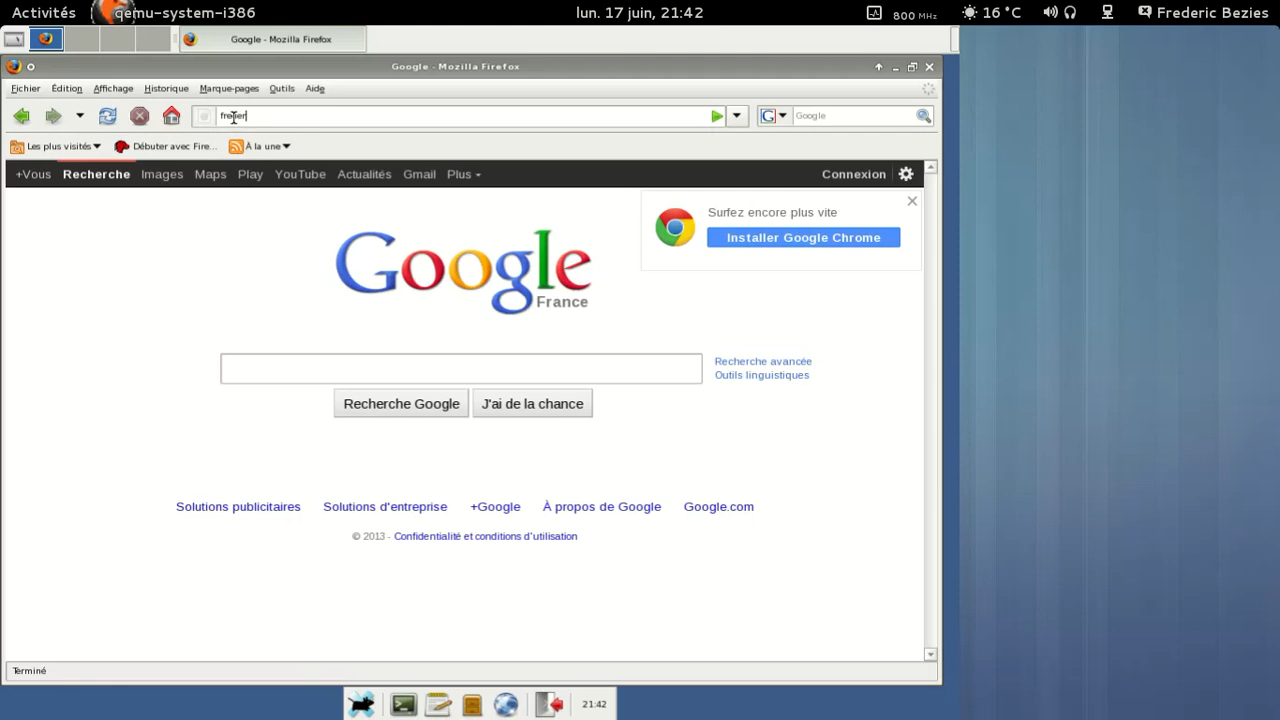 Activités qemu-system-i386 lun. 17 juin, 21:42 800 MHz 16 °C Frederic Bezies
Google - Mozilla Firefox
Google - Mozilla Firefox
Fichier Édition Affichage Historique Marque-pages Outils Aide
Google
Les plus visités Débuter avec Fire... À la une
+Vous Recherche Images Maps Play YouTube Actualités Gmail Plus Connexion
Surfez encore plus vite
Installer Google Chrome
Google
France
Recherche avancée
Outils linguistiques
Recherche Google J'ai de la chance
Solutions publicitaires Solutions d'entreprise +Google À propos de Google Google.com
© 2013 - Confidentialité et conditions d'utilisation
Terminé
21:42